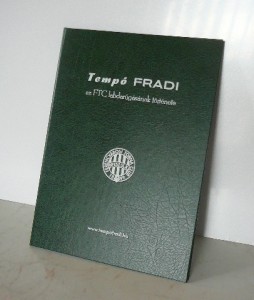 Tempó FRADI
az FTC labdarúgásának története
www.tempofradi.hu